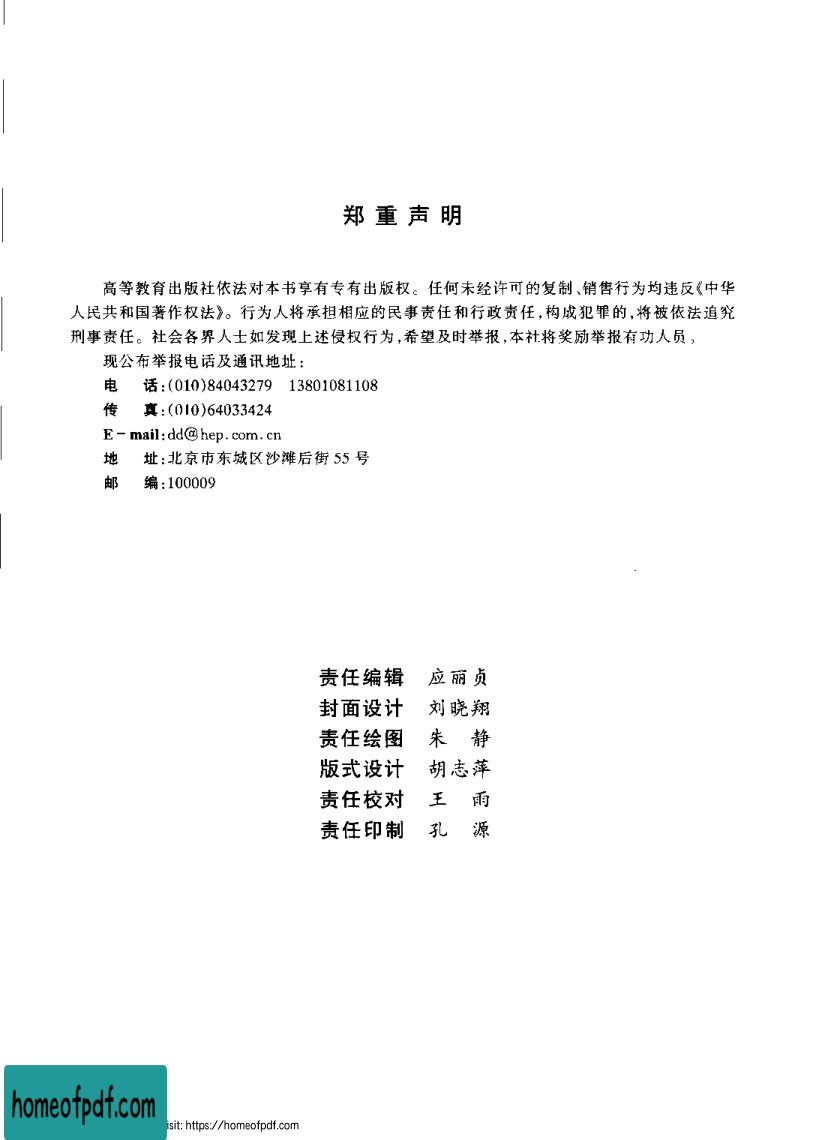 郑重声明
高等教育出版社依法对本书享有专有出版权。任何未经许可的复制、销售行为均违反《中华
人民共和国著作权法》。行为人将承担相应的民事责任和行政责任,构成犯罪的,将被依法追究
刑事责任。社会各界人士如发现上述侵权行为,希望及时举报,本社将奖励举报有功人员。
现公布举报电话及通讯地址:
电 话:(010)84043279 13801081108
传 真:(010)64033424
E-mail:dd@hep.com.cn
地 址:北京市东城区沙滩后街 55 号
邮 编:100009
责任编辑 应丽贞
封面设计 刘晓翔
责任绘图 朱 静
版式设计 胡志萍
责任校对 王 雨
责任印制 孔 源
homeofpdf.com
isit: https://homeofpdf.com